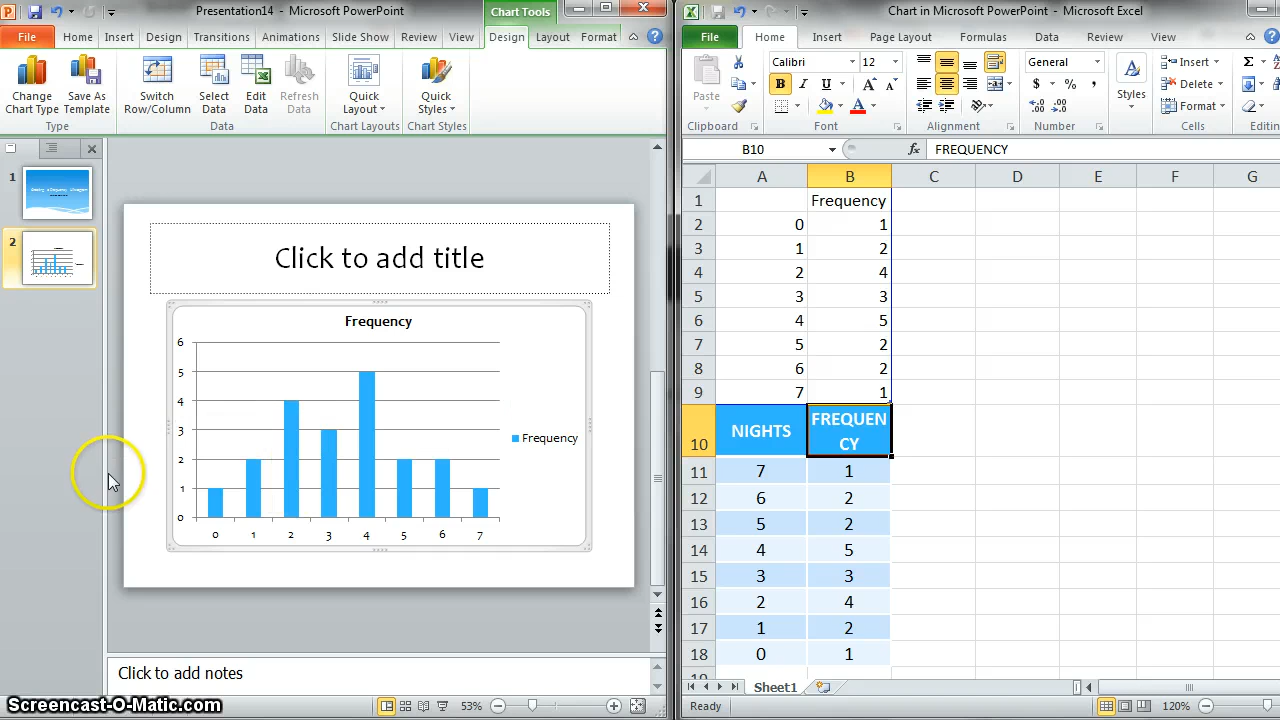 Presentation14 - Microsoft PowerPoint
Chart Tools
File Home Insert Design Transitions Animations Slide Show Review View Design Layout Format
Change Chart Type
Save As Template
Switch Row/Column
Select Data
Edit Data
Refresh Data
Quick Layout
Quick Styles
Type
Data
Chart Layouts
Chart Styles
1
2
Click to add title
Frequency
6
5
4
3
2
1
0
0 1 2 3 4 5 6 7
Frequency
Click to add notes
53%
Screencast-O-Matic.com
Chart in Microsoft PowerPoint - Microsoft Excel
File Home Insert Page Layout Formulas Data Review View
Paste
Calibri
B I U
General
$ % ,
Styles
Insert
Delete
Format
Clipboard Font Alignment Number Cells Editin
B10 fx FREQUENCY
A B C D E F G
1 Frequency
2 0 1
3 1 2
4 2 4
5 3 3
6 4 5
7 5 2
8 6 2
9 7 1
10 NIGHTS FREQUEN
CY
11 7 1
12 6 2
13 5 2
14 4 5
15 3 3
16 2 4
17 1 2
18 0 1
Sheet1
Ready
120%